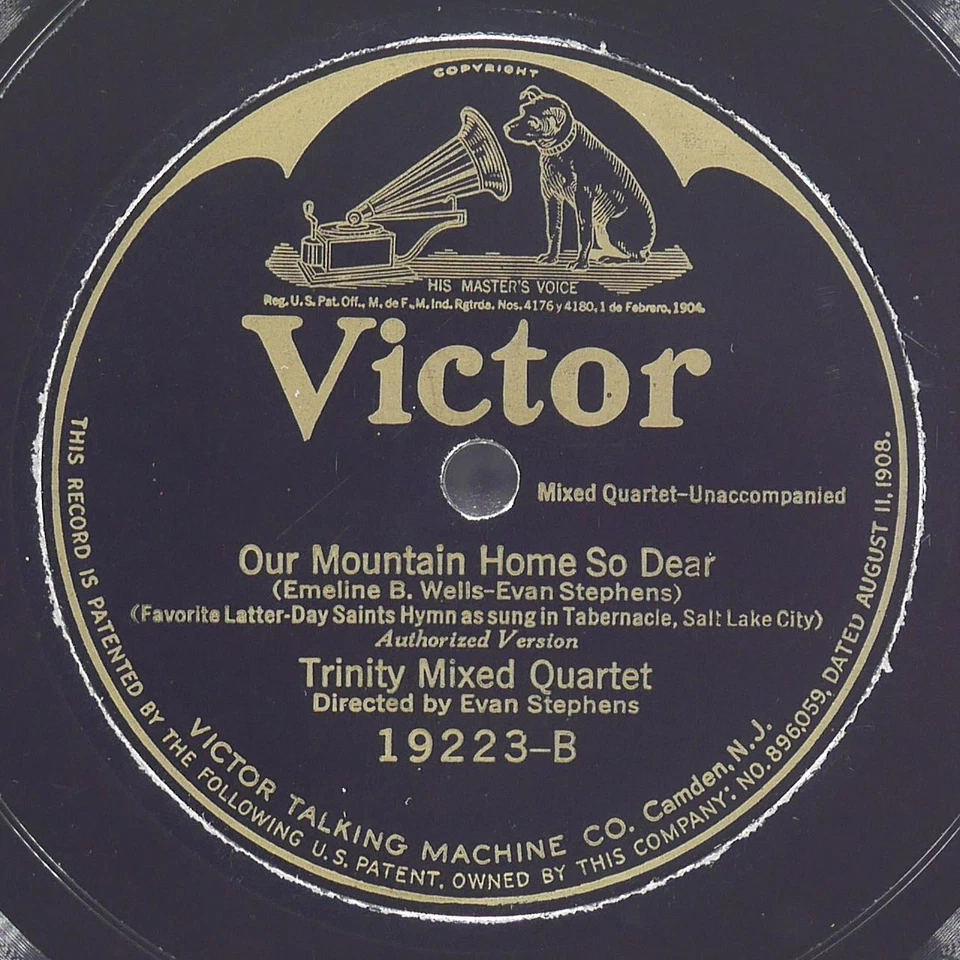 COPYRIGHT
HIS MASTER'S VOICE
Reg. U.S. Pat. Off., M. de F., M. Ind. Rgtrda. Nos. 4176 y 4180, 1 de Febrero, 1904.
Victor
Mixed Quartet-Unaccompanied
Our Mountain Home So Dear
(Emeline B. Wells-Evan Stephens)
(Favorite Latter-Day Saints Hymn as sung in Tabernacle, Salt Lake City)
Authorized Version
Trinity Mixed Quartet
Directed by Evan Stephens
19223-B
VICTOR TALKING MACHINE CO. Camden, N.J.
THIS RECORD IS PATENTED BY THE FOLLOWING U.S. PATENT, OWNED BY THIS COMPANY: NO. 896,059, DATED AUGUST 11, 1908.